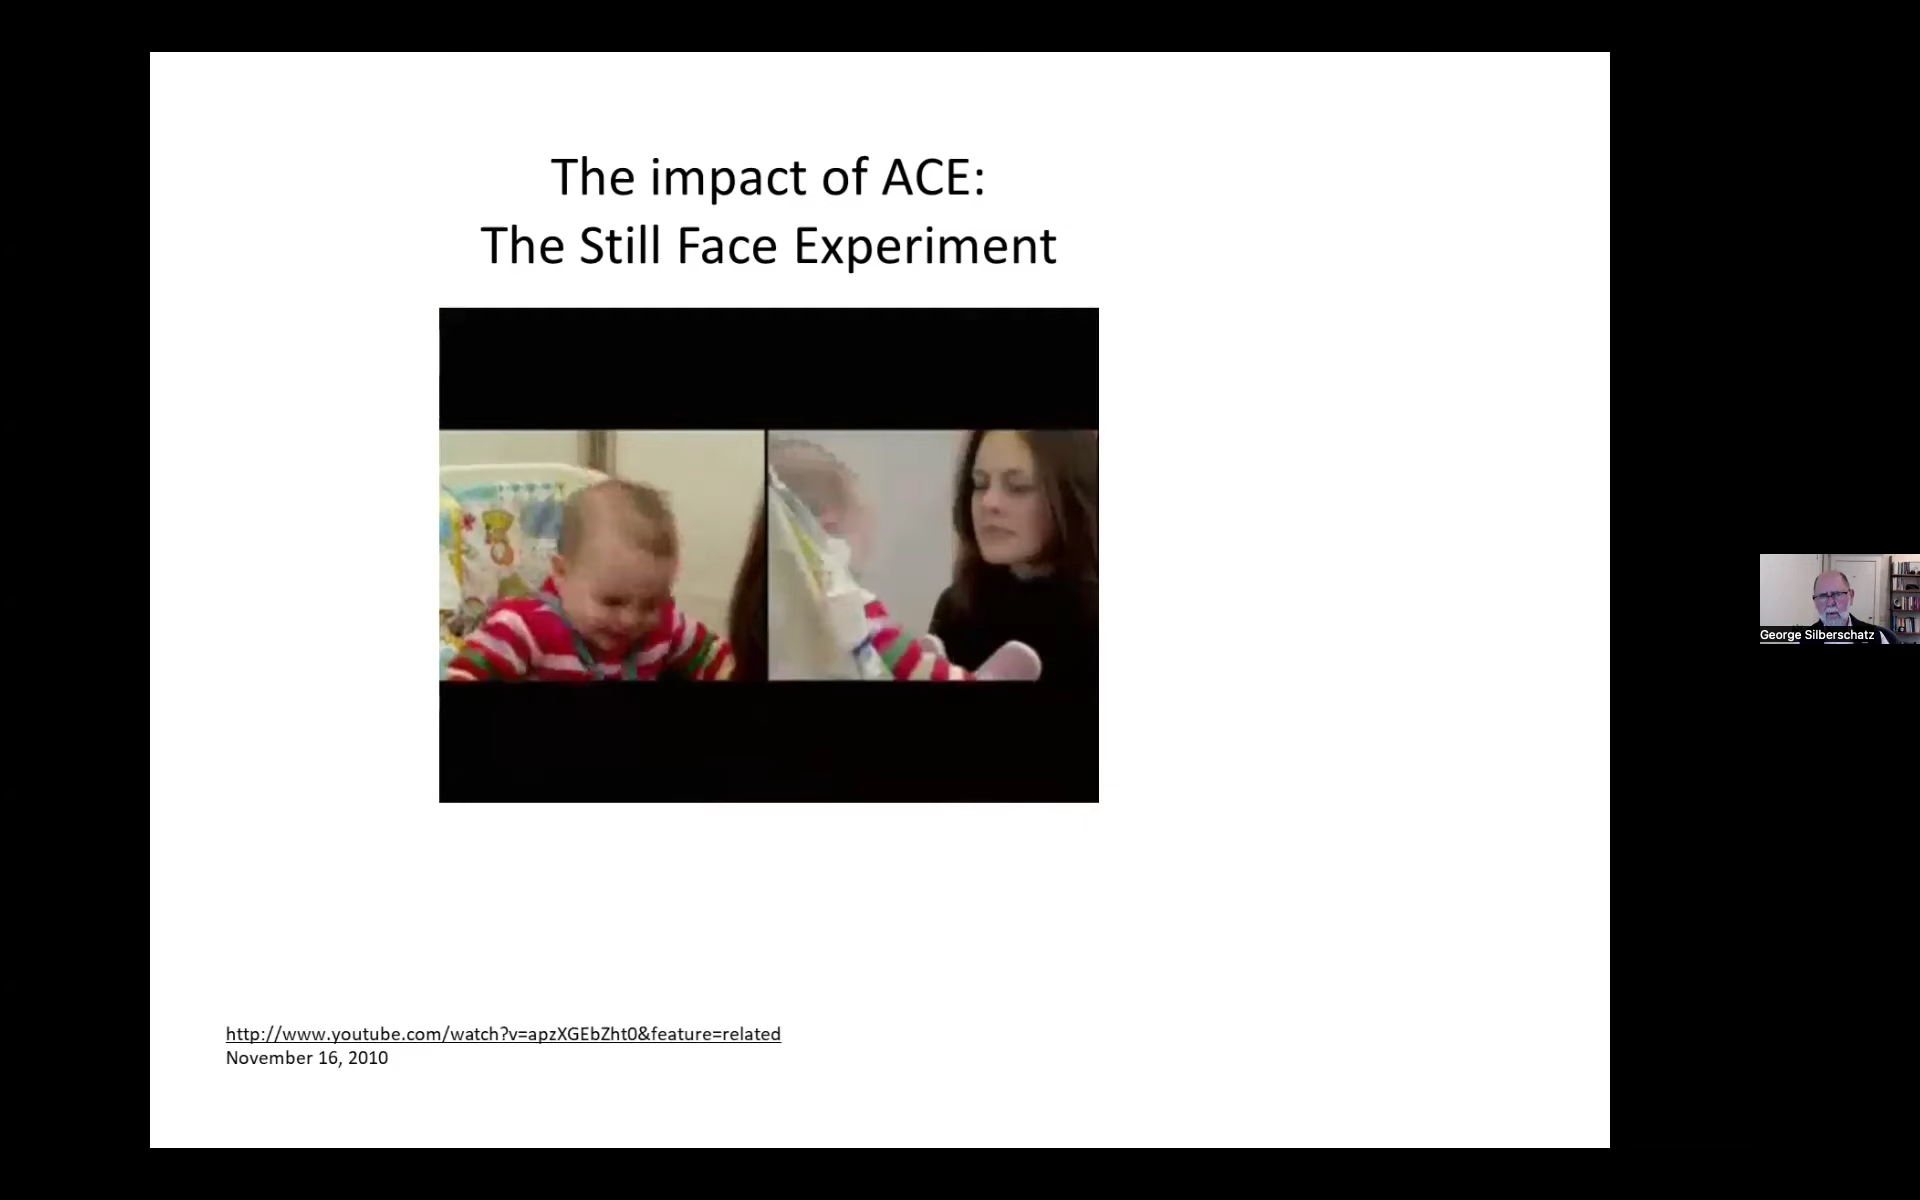 The impact of ACE:
The Still Face Experiment
George Silberschatz
http://www.youtube.com/watch?v=apzXGEbZht0&feature=related
November 16, 2010